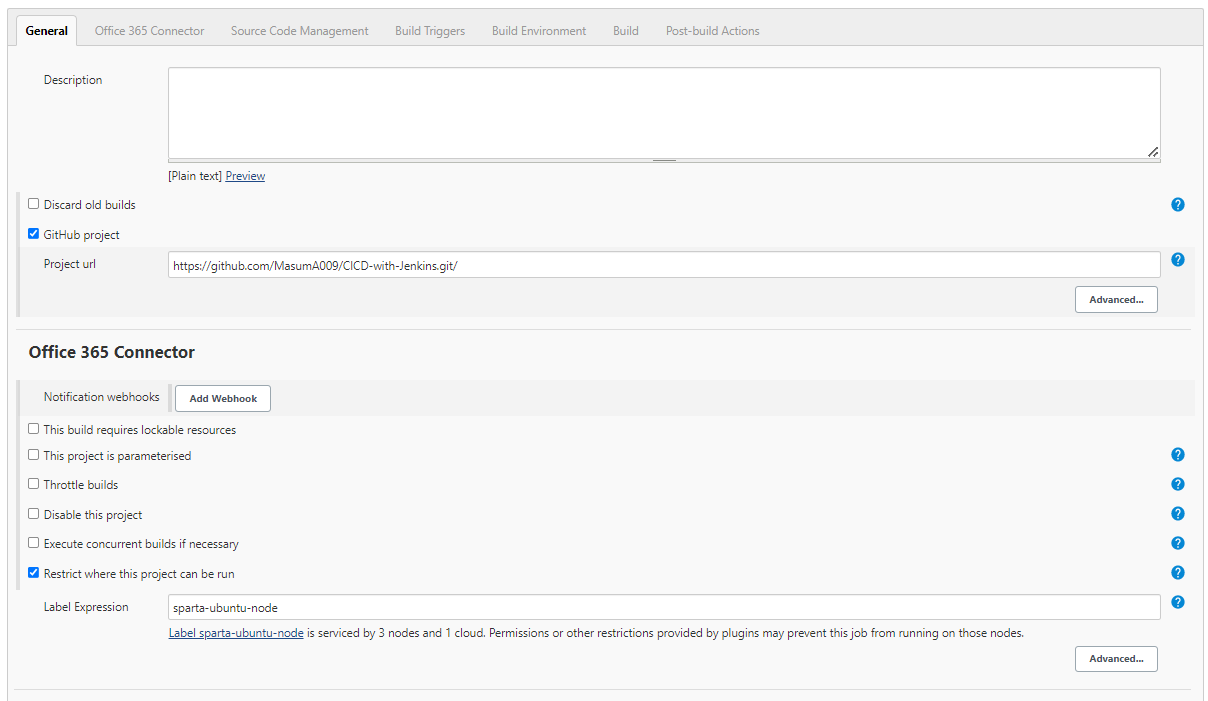 General Office 365 Connector Source Code Management Build Triggers Build Environment Build Post-build Actions
Description
[Plain text] Preview
Discard old builds
GitHub project
Project url https://github.com/MasumA009/CICD-with-Jenkins.git/
Advanced...
Office 365 Connector
Notification webhooks Add Webhook
This build requires lockable resources
This project is parameterised
Throttle builds
Disable this project
Execute concurrent builds if necessary
Restrict where this project can be run
Label Expression sparta-ubuntu-node
Label sparta-ubuntu-node is serviced by 3 nodes and 1 cloud. Permissions or other restrictions provided by plugins may prevent this job from running on those nodes.
Advanced...